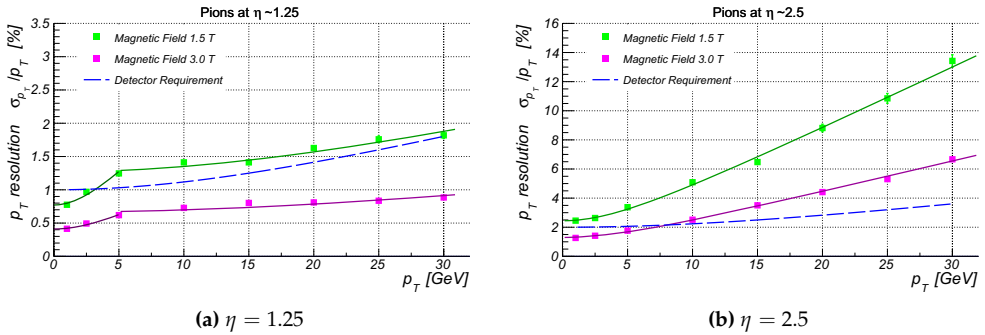 Pions at η ~1.25
p_T resolution σ_{p_T} /p_T [%]
3.5
3
2.5
2
1.5
1
0.5
0
Magnetic Field 1.5 T
Magnetic Field 3.0 T
Detector Requirement
0 5 10 15 20 25 30
p_T [GeV]
(a) η = 1.25
Pions at η ~2.5
p_T resolution σ_{p_T} /p_T [%]
16
14
12
10
8
6
4
2
0
Magnetic Field 1.5 T
Magnetic Field 3.0 T
Detector Requirement
0 5 10 15 20 25 30
p_T [GeV]
(b) η = 2.5